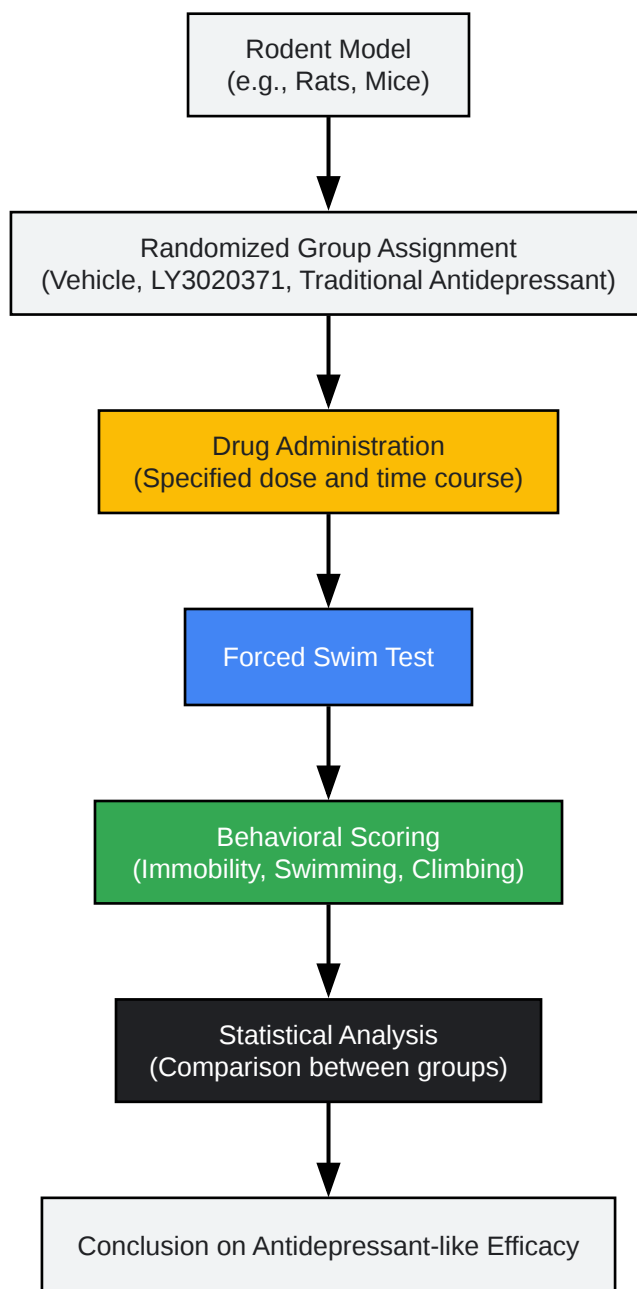 Rodent Model
(e.g., Rats, Mice)
Randomized Group Assignment
(Vehicle, LY3020371, Traditional Antidepressant)
Drug Administration
(Specified dose and time course)
Forced Swim Test
Behavioral Scoring
(Immobility, Swimming, Climbing)
Statistical Analysis
(Comparison between groups)
Conclusion on Antidepressant-like Efficacy